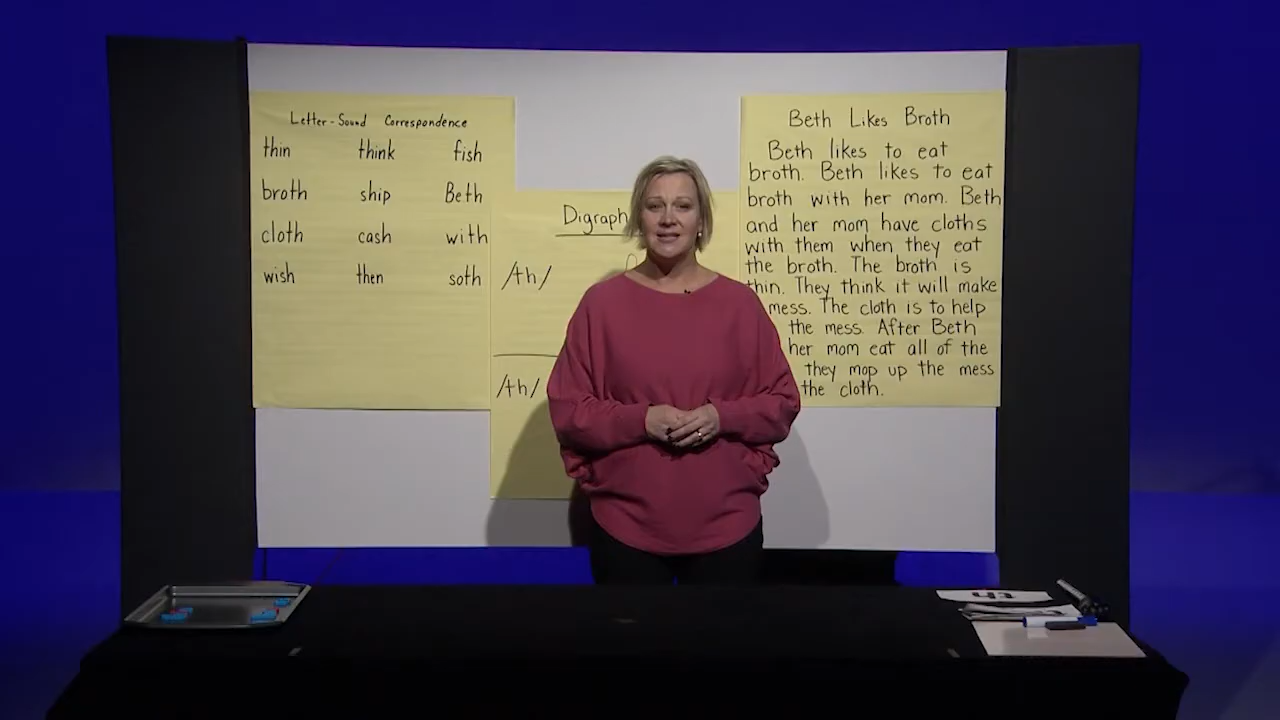 Letter-Sound Correspondence
thin think fish
broth ship Beth
cloth cash with
wish then soth
Digraph
/th/
/th/
Beth Likes Broth
Beth likes to eat
broth. Beth likes to eat
broth with her mom. Beth
and her mom have cloths
with them when they eat
the broth. The broth is
thin. They think it will make
mess. The cloth is to help
the mess. After Beth
her mom eat all of the
they mop up the mess
the cloth.